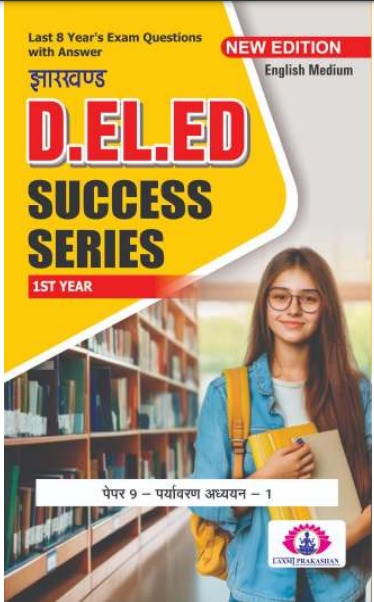 Last 8 Year's Exam Questions
with Answer
NEW EDITION
English Medium
झारखण्ड
D.EL.ED
SUCCESS
SERIES
1ST YEAR
पेपर 9 – पर्यावरण अध्ययन – 1
LAXMI PRAKASHAN